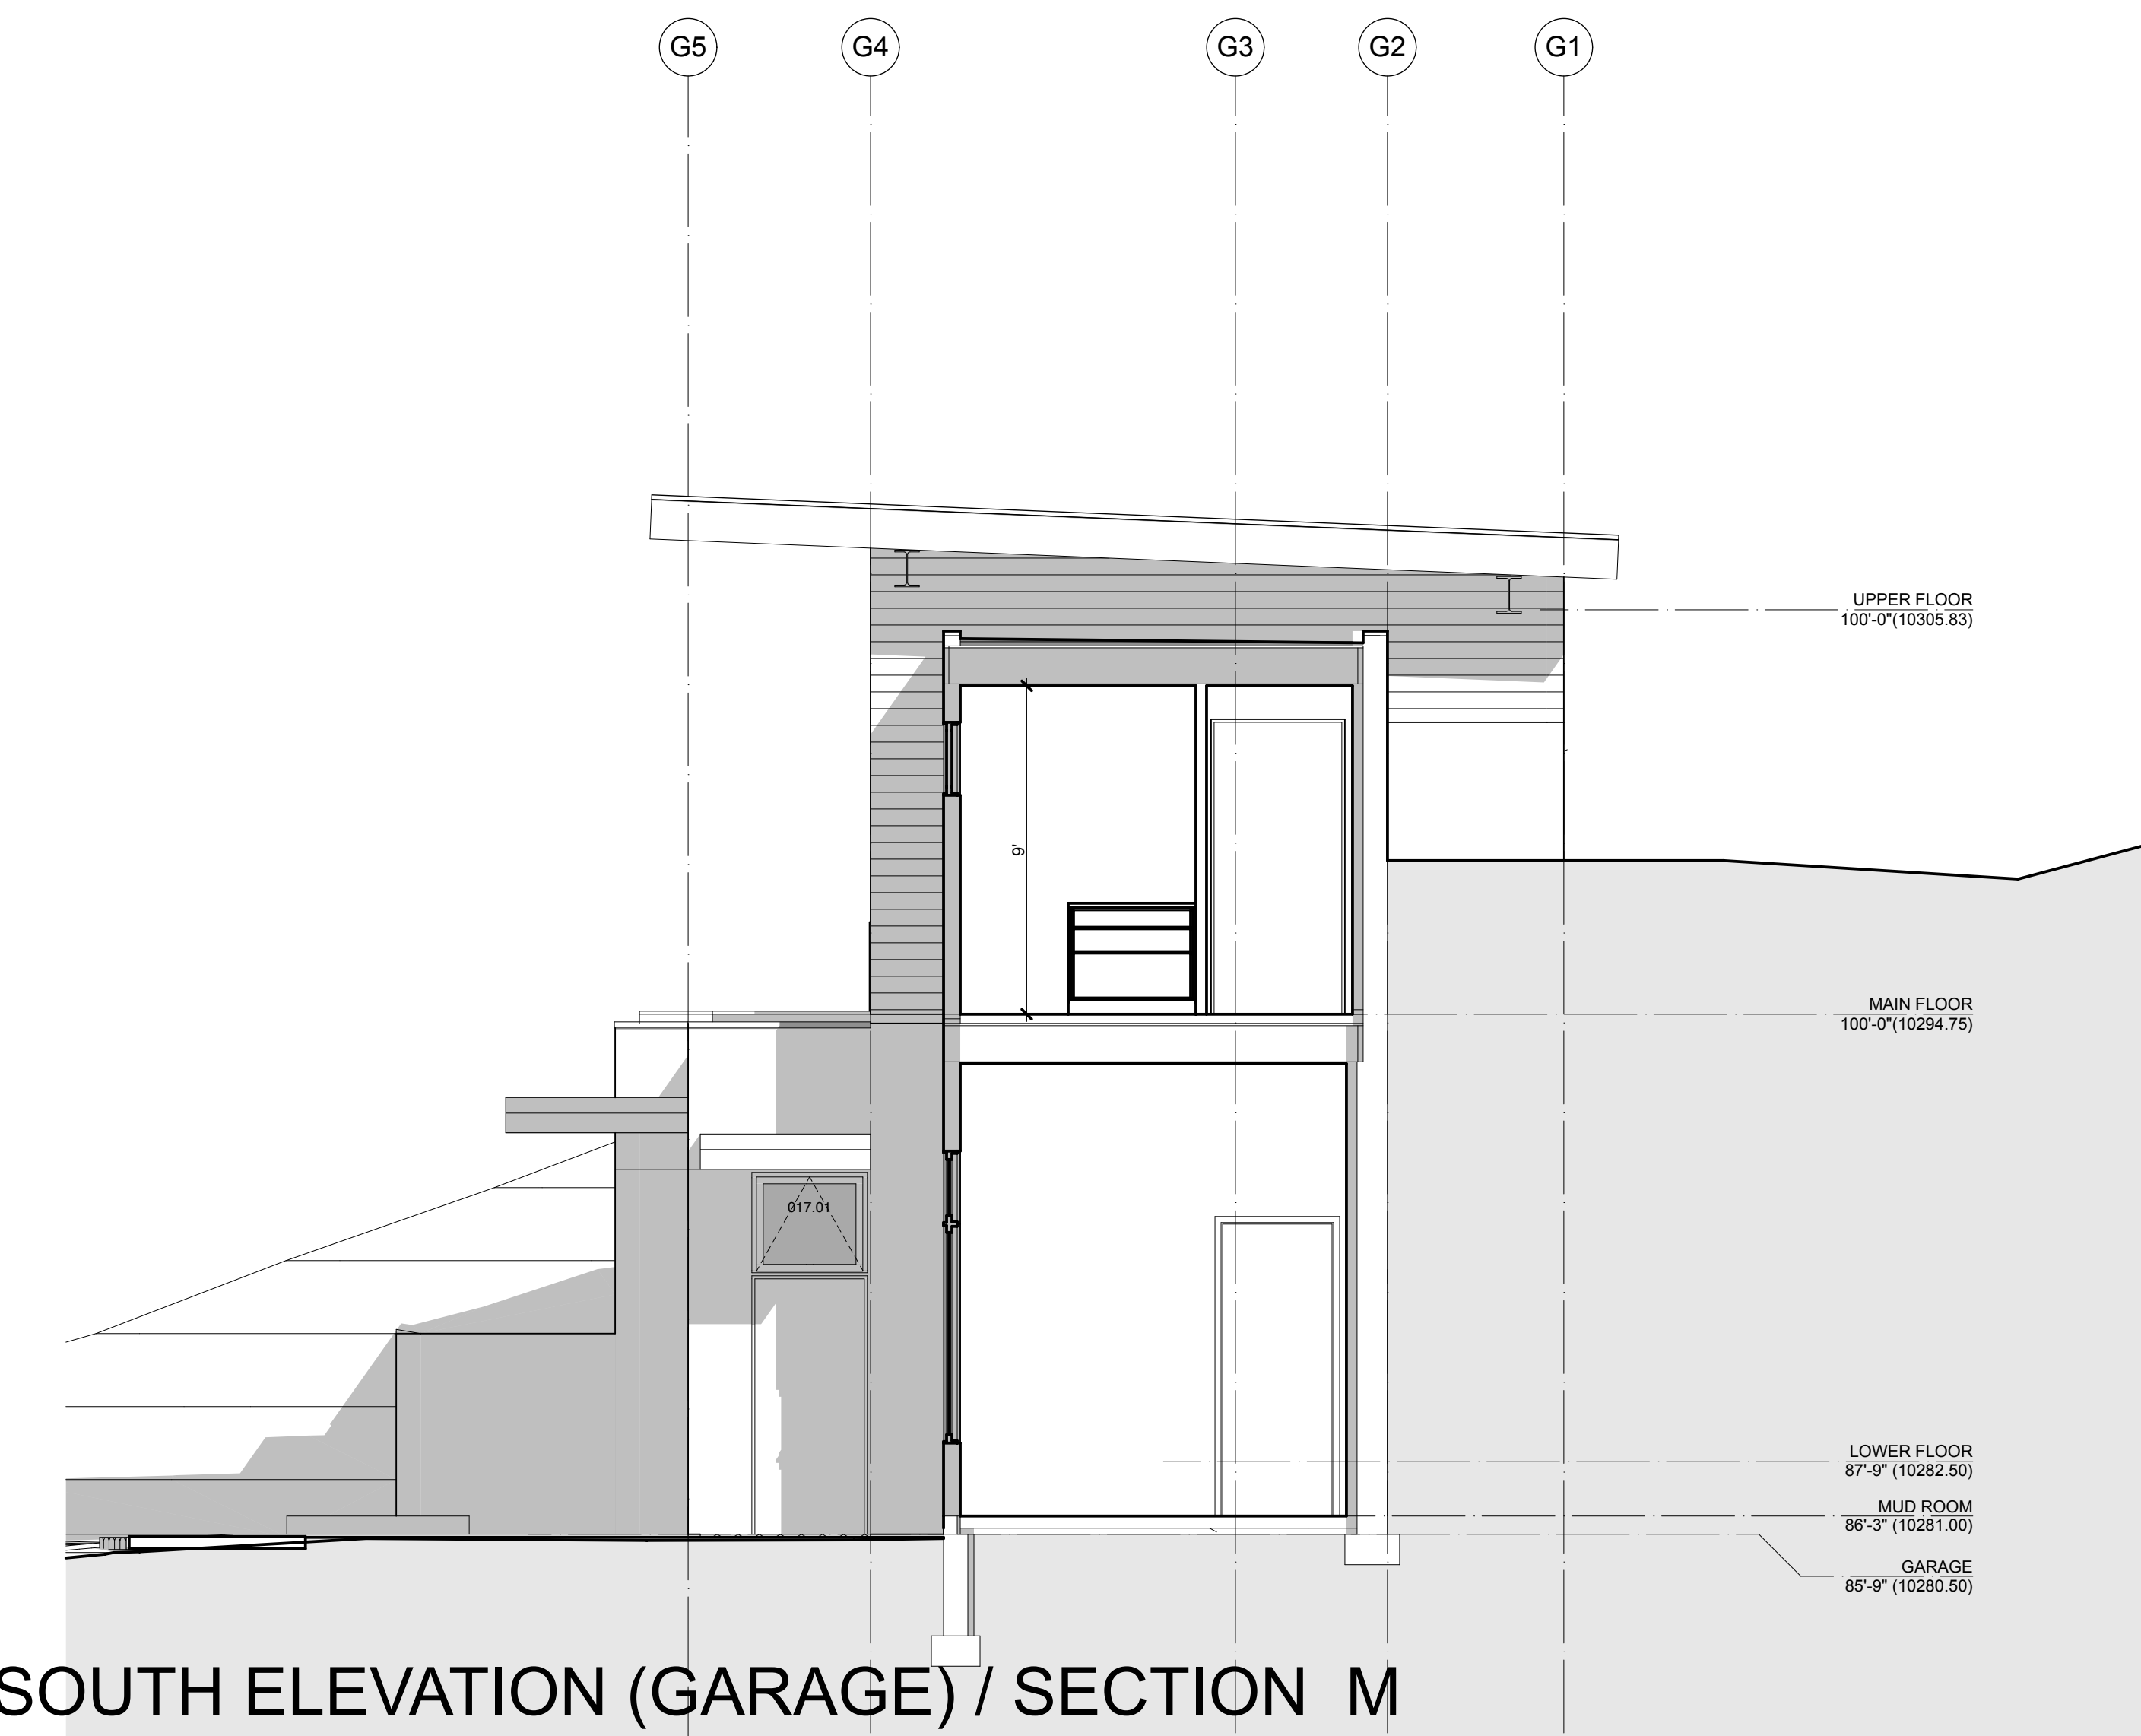 G5 G4 G3 G2 G1
UPPER FLOOR
100'-0"(10305.83)
9'
MAIN FLOOR
100'-0"(10294.75)
017.01
LOWER FLOOR
87'-9" (10282.50)
MUD ROOM
86'-3" (10281.00)
GARAGE
85'-9" (10280.50)
SOUTH ELEVATION (GARAGE) / SECTION M